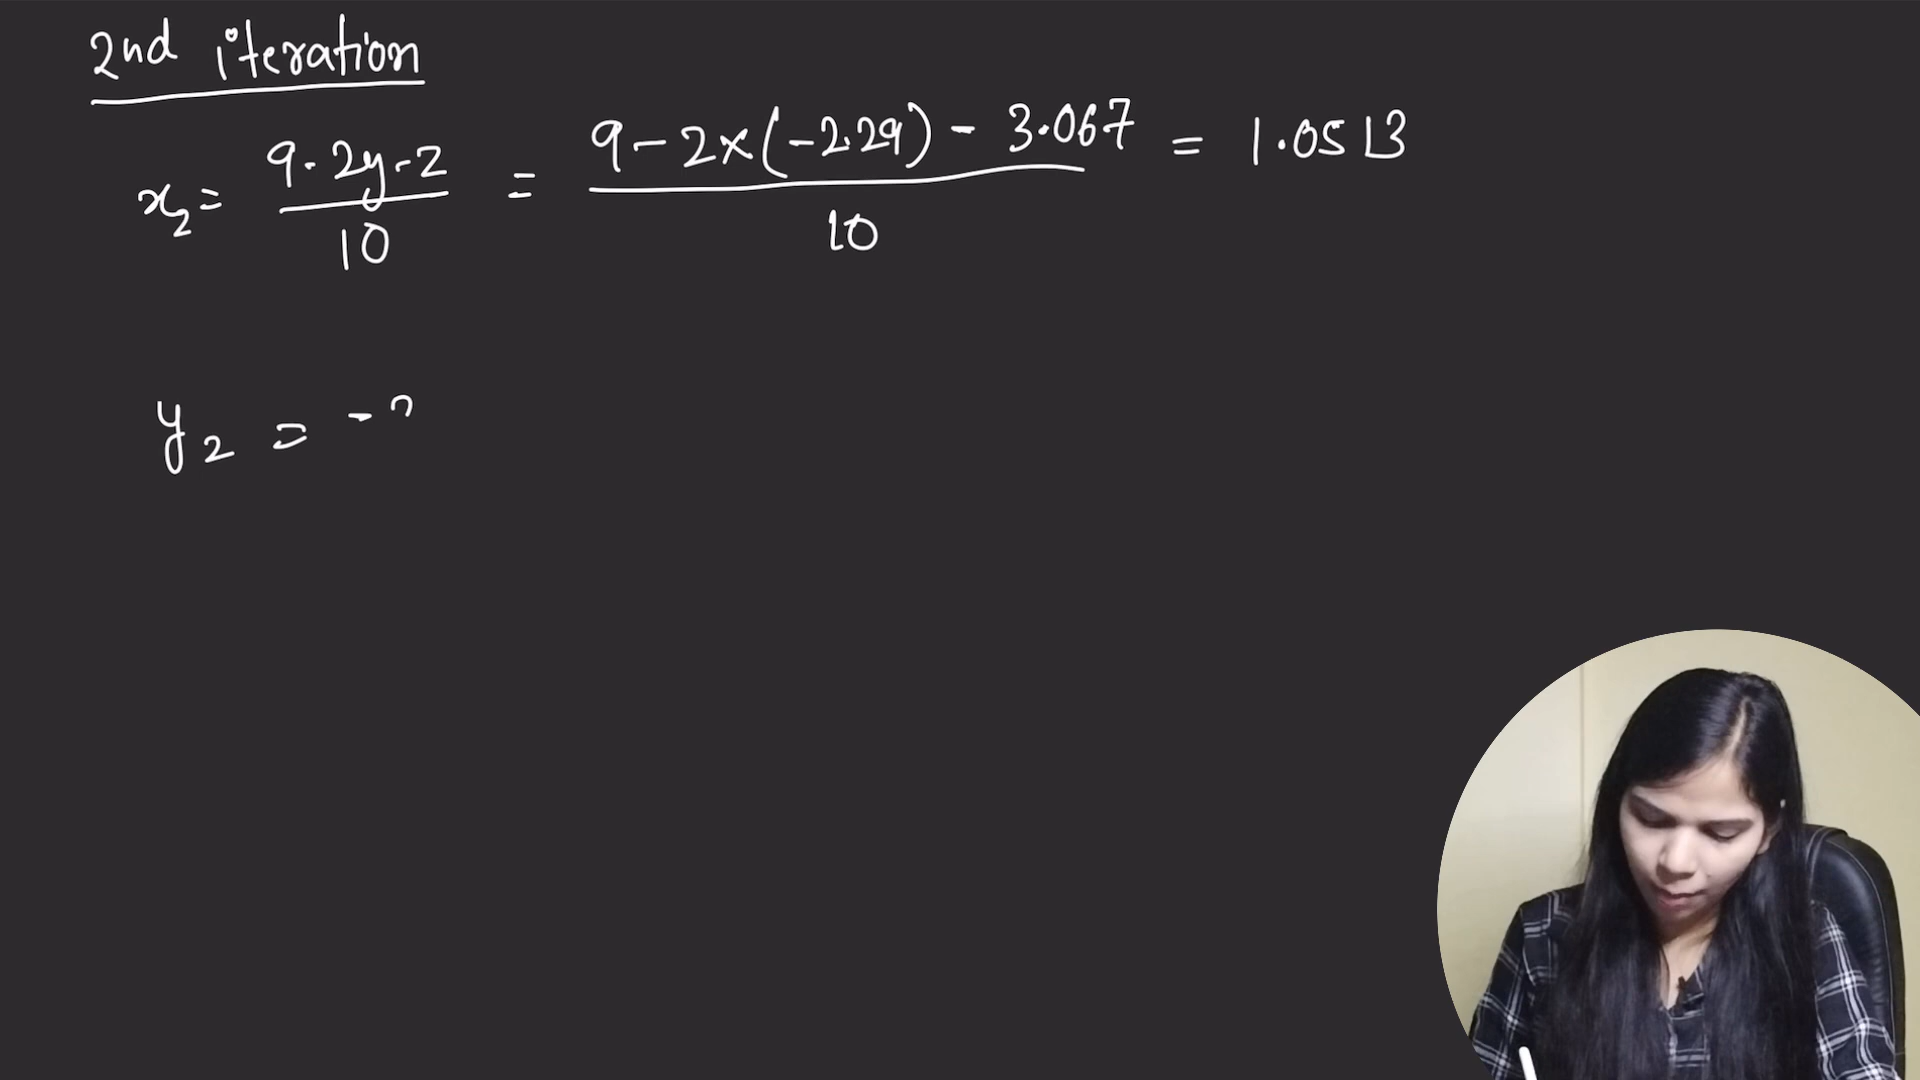 2nd iteration
x₂ = (9-2y-z)/10 = (9-2×(-2.29)-3.067)/10 = 1.0513
y₂ = -